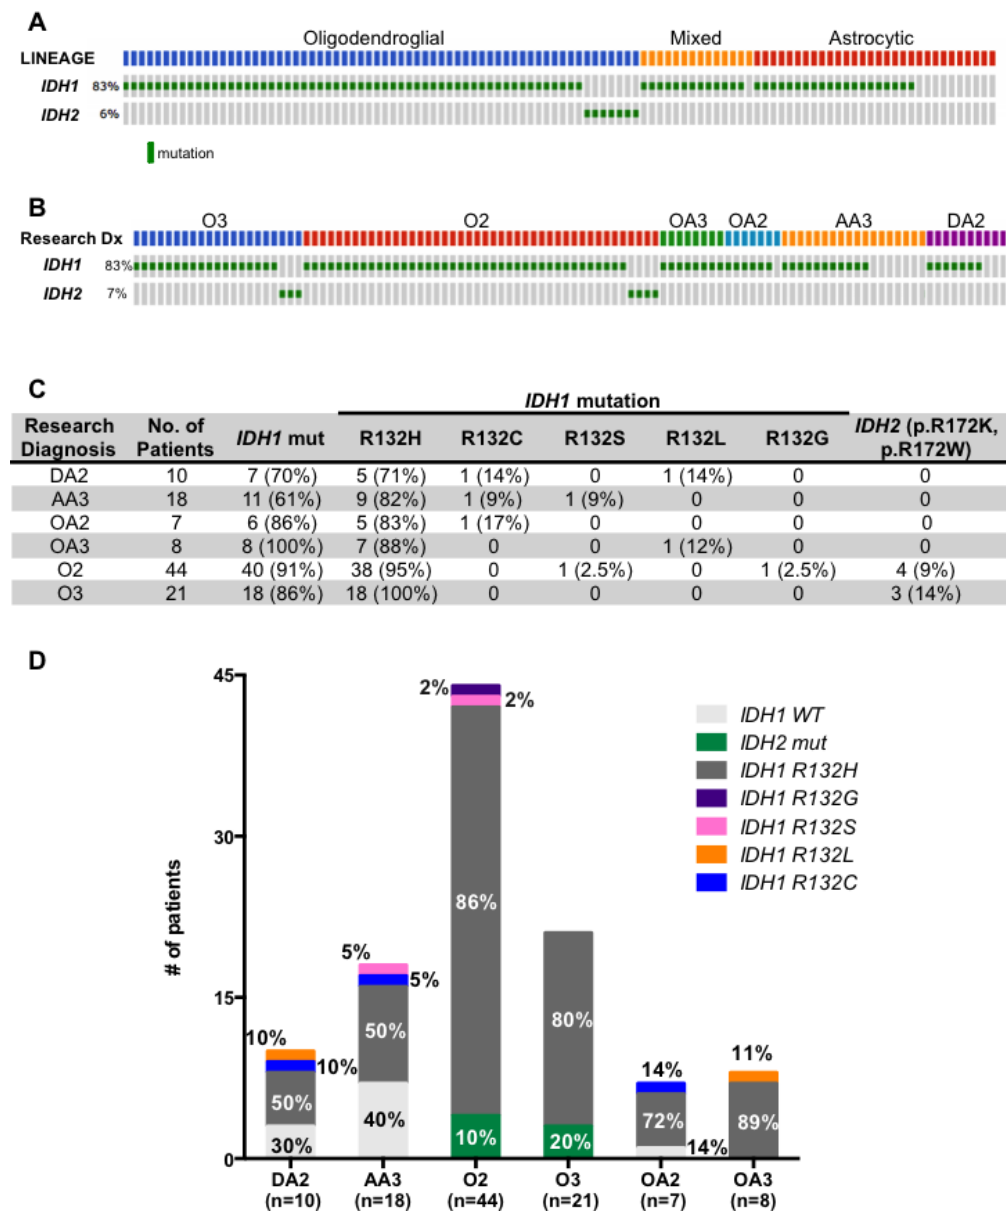 A
Oligodendroglial Mixed Astrocytic
LINEAGE
IDH1 83%
IDH2 6%
mutation
B
O3 O2 OA3 OA2 AA3 DA2
Research Dx
IDH1 83%
IDH2 7%
C
IDH1 mutation
Research Diagnosis No. of Patients IDH1 mut R132H R132C R132S R132L R132G IDH2 (p.R172K, p.R172W)
DA2 10 7 (70%) 5 (71%) 1 (14%) 0 1 (14%) 0 0
AA3 18 11 (61%) 9 (82%) 1 (9%) 1 (9%) 0 0 0
OA2 7 6 (86%) 5 (83%) 1 (17%) 0 0 0 0
OA3 8 8 (100%) 7 (88%) 0 0 1 (12%) 0 0
O2 44 40 (91%) 38 (95%) 0 1 (2.5%) 0 1 (2.5%) 4 (9%)
O3 21 18 (86%) 18 (100%) 0 0 0 0 3 (14%)
D
# of patients
45
30
15
0
10% 10% 50% 30%
5% 5% 50% 40%
2% 2% 86% 10%
80% 20%
14% 72% 14%
11% 89%
DA2 (n=10)
AA3 (n=18)
O2 (n=44)
O3 (n=21)
OA2 (n=7)
OA3 (n=8)
IDH1 WT
IDH2 mut
IDH1 R132H
IDH1 R132G
IDH1 R132S
IDH1 R132L
IDH1 R132C